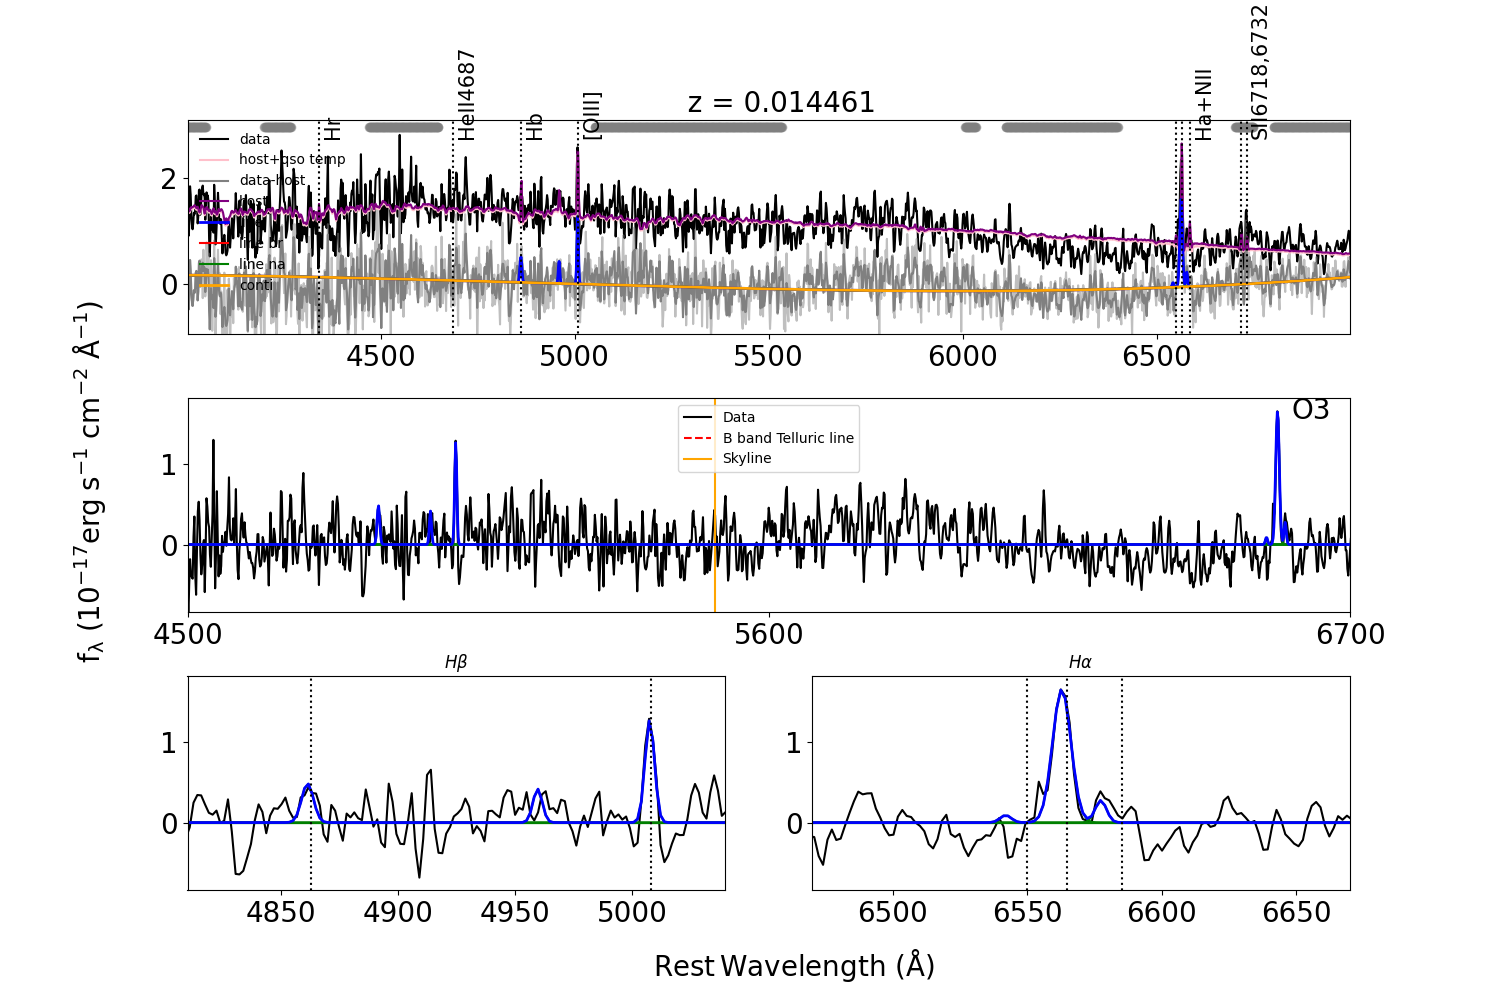 z = 0.014461
Hr
HeII4687
Hb
[OIII]
Ha+NII
SII6718,6732
data
host+qso temp
data-host
host
line br
line na
conti
2
0
4500 5000 5500 6000 6500
fλ (10−17erg s−1 cm−2 Å−1)
Data
B band Telluric line
Skyline
O3
1
0
4500 5600 6700
Hβ
Hα
1
0
4850 4900 4950 5000
1
0
6500 6550 6600 6650
Rest Wavelength (Å)